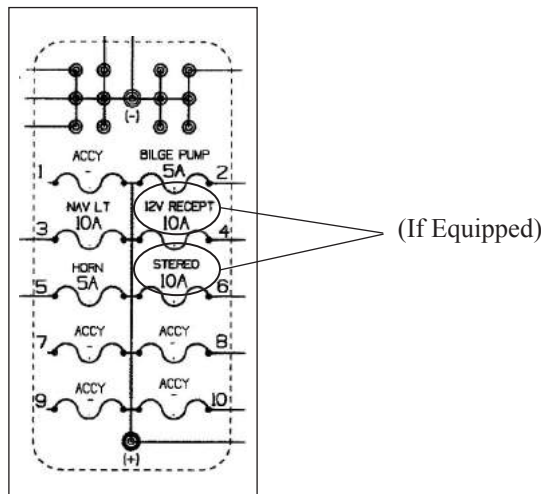 (-)
ACCY BILGE PUMP
1 - 5A 2
NAV LT 12V RECEPT
3 10A 10A 4
(If Equipped)
HORN STEREO
5 5A 10A 6
ACCY ACCY
7 - - 8
ACCY ACCY
9 - - 10
(+)